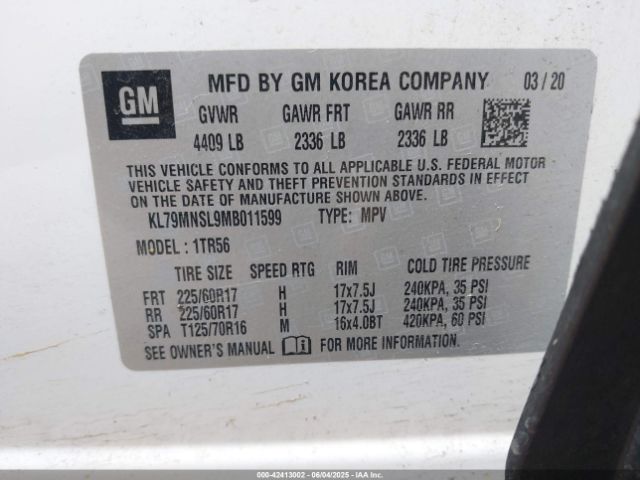 GM
MFD BY GM KOREA COMPANY 03 / 20
GVWR GAWR FRT GAWR RR
4409 LB 2336 LB 2336 LB
THIS VEHICLE CONFORMS TO ALL APPLICABLE U.S. FEDERAL MOTOR
VEHICLE SAFETY AND THEFT PREVENTION STANDARDS IN EFFECT
ON THE DATE OF MANUFACTURE SHOWN ABOVE.
KL79MNSL9MB011599 TYPE: MPV
MODEL: 1TR56
TIRE SIZE SPEED RTG RIM COLD TIRE PRESSURE
FRT 225/60R17 H 17x7.5J 240KPA, 35 PSI
RR 225/60R17 H 17x7.5J 240KPA, 35 PSI
SPA T125/70R16 M 16x4.0BT 420KPA, 60 PSI
SEE OWNER'S MANUAL FOR MORE INFORMATION.
000-42413002 - 06/04/2025 - IAA Inc.